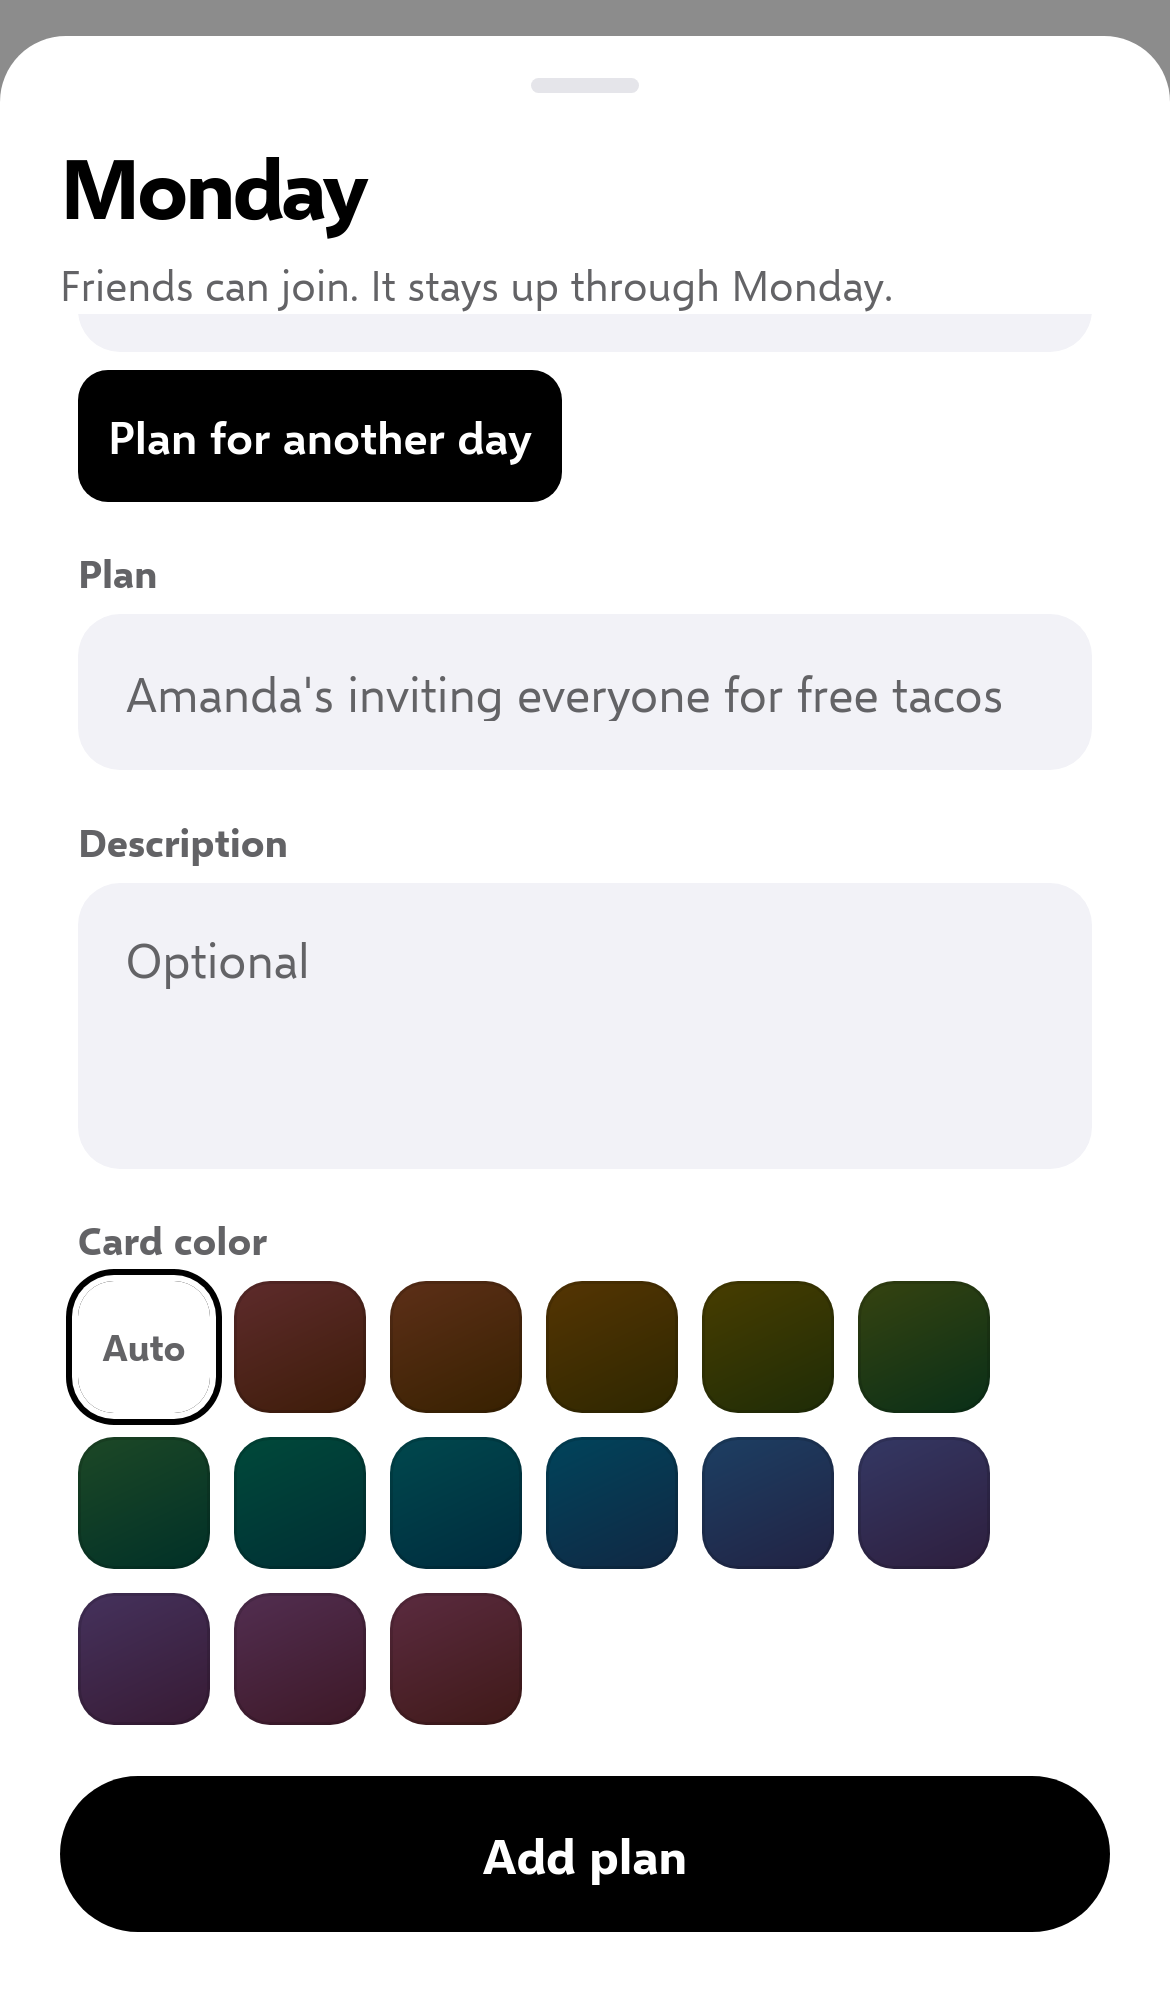 Monday
Friends can join. It stays up through Monday.
Plan for another day
Plan
Amanda's inviting everyone for free tacos
Description
Optional
Card color
Auto
Add plan